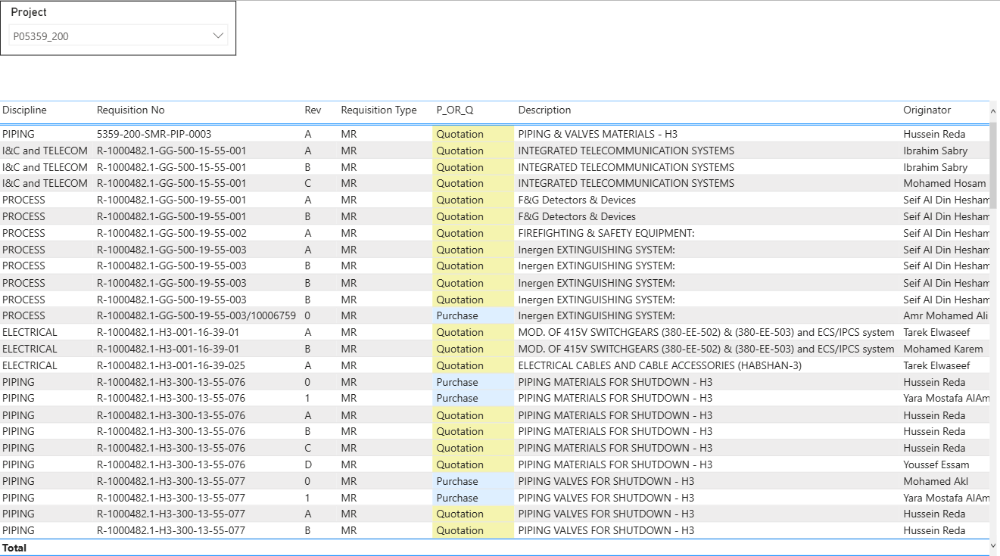 Project
P05359_200
Discipline Requisition No Rev Requisition Type P_OR_Q Description Originator
PIPING 5359-200-SMR-PIP-0003 A MR Quotation PIPING & VALVES MATERIALS - H3 Hussein Reda
I&C and TELECOM R-1000482.1-GG-500-15-55-001 A MR Quotation INTEGRATED TELECOMMUNICATION SYSTEMS Ibrahim Sabry
I&C and TELECOM R-1000482.1-GG-500-15-55-001 B MR Quotation INTEGRATED TELECOMMUNICATION SYSTEMS Ibrahim Sabry
I&C and TELECOM R-1000482.1-GG-500-15-55-001 C MR Quotation INTEGRATED TELECOMMUNICATION SYSTEMS Mohamed Hosam
PROCESS R-1000482.1-GG-500-19-55-001 A MR Quotation F&G Detectors & Devices Seif Al Din Hesham
PROCESS R-1000482.1-GG-500-19-55-001 B MR Quotation F&G Detectors & Devices Seif Al Din Hesham
PROCESS R-1000482.1-GG-500-19-55-002 A MR Quotation FIREFIGHTING & SAFETY EQUIPMENT: Seif Al Din Hesham
PROCESS R-1000482.1-GG-500-19-55-003 A MR Quotation Inergen EXTINGUISHING SYSTEM: Seif Al Din Hesham
PROCESS R-1000482.1-GG-500-19-55-003 B MR Quotation Inergen EXTINGUISHING SYSTEM: Seif Al Din Hesham
PROCESS R-1000482.1-GG-500-19-55-003 B MR Quotation Inergen EXTINGUISHING SYSTEM: Seif Al Din Hesham
PROCESS R-1000482.1-GG-500-19-55-003 B MR Quotation Inergen EXTINGUISHING SYSTEM: Seif Al Din Hesham
PROCESS R-1000482.1-GG-500-19-55-003/10006759 0 MR Purchase Inergen EXTINGUISHING SYSTEM: Amr Mohamed Ali
ELECTRICAL R-1000482.1-H3-001-16-39-01 A MR Quotation MOD. OF 415V SWITCHGEARS (380-EE-502) & (380-EE-503) and ECS/IPCS system Tarek Elwaseef
ELECTRICAL R-1000482.1-H3-001-16-39-01 B MR Quotation MOD. OF 415V SWITCHGEARS (380-EE-502) & (380-EE-503) and ECS/IPCS system Mohamed Karem
ELECTRICAL R-1000482.1-H3-001-16-39-025 A MR Quotation ELECTRICAL CABLES AND CABLE ACCESSORIES (HABSHAN-3) Tarek Elwaseef
PIPING R-1000482.1-H3-300-13-55-076 0 MR Purchase PIPING MATERIALS FOR SHUTDOWN - H3 Hussein Reda
PIPING R-1000482.1-H3-300-13-55-076 1 MR Purchase PIPING MATERIALS FOR SHUTDOWN - H3 Yara Mostafa AlAm
PIPING R-1000482.1-H3-300-13-55-076 A MR Quotation PIPING MATERIALS FOR SHUTDOWN - H3 Hussein Reda
PIPING R-1000482.1-H3-300-13-55-076 B MR Quotation PIPING MATERIALS FOR SHUTDOWN - H3 Hussein Reda
PIPING R-1000482.1-H3-300-13-55-076 C MR Quotation PIPING MATERIALS FOR SHUTDOWN - H3 Hussein Reda
PIPING R-1000482.1-H3-300-13-55-076 D MR Quotation PIPING MATERIALS FOR SHUTDOWN - H3 Youssef Essam
PIPING R-1000482.1-H3-300-13-55-077 0 MR Purchase PIPING VALVES FOR SHUTDOWN - H3 Mohamed Akl
PIPING R-1000482.1-H3-300-13-55-077 1 MR Purchase PIPING VALVES FOR SHUTDOWN - H3 Yara Mostafa AlAm
PIPING R-1000482.1-H3-300-13-55-077 A MR Quotation PIPING VALVES FOR SHUTDOWN - H3 Hussein Reda
PIPING R-1000482.1-H3-300-13-55-077 B MR Quotation PIPING VALVES FOR SHUTDOWN - H3 Hussein Reda
Total